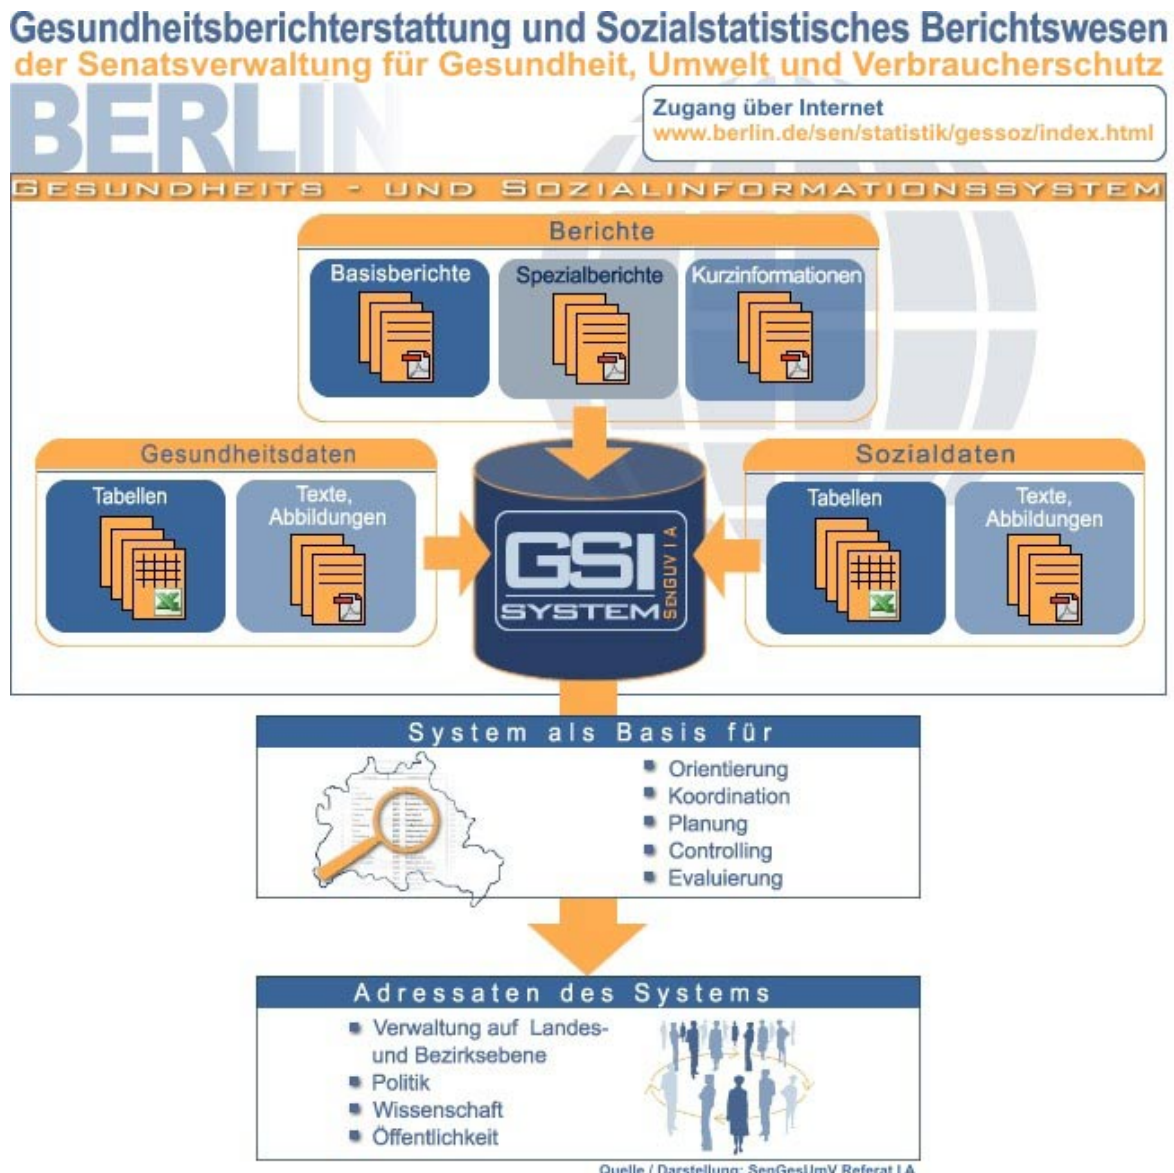 Gesundheitsberichterstattung und Sozialstatistisches Berichtswesen
der Senatsverwaltung für Gesundheit, Umwelt und Verbraucherschutz
BERLIN
Zugang über Internet
www.berlin.de/sen/statistik/gessoz/index.html
GESUNDHEITS - UND SOZIALINFORMATIONSSYSTEM
Berichte
Basisberichte
Spezialberichte
Kurzinformationen
Gesundheitsdaten
Tabellen
Texte,
Abbildungen
GSI
SYSTEM
SENGUV I A
Sozialdaten
Tabellen
Texte,
Abbildungen
System als Basis für
Orientierung
Koordination
Planung
Controlling
Evaluierung
Adressaten des Systems
Verwaltung auf Landes-
und Bezirksebene
Politik
Wissenschaft
Öffentlichkeit
Quelle / Darstellung: SenGesUmV Referat I A